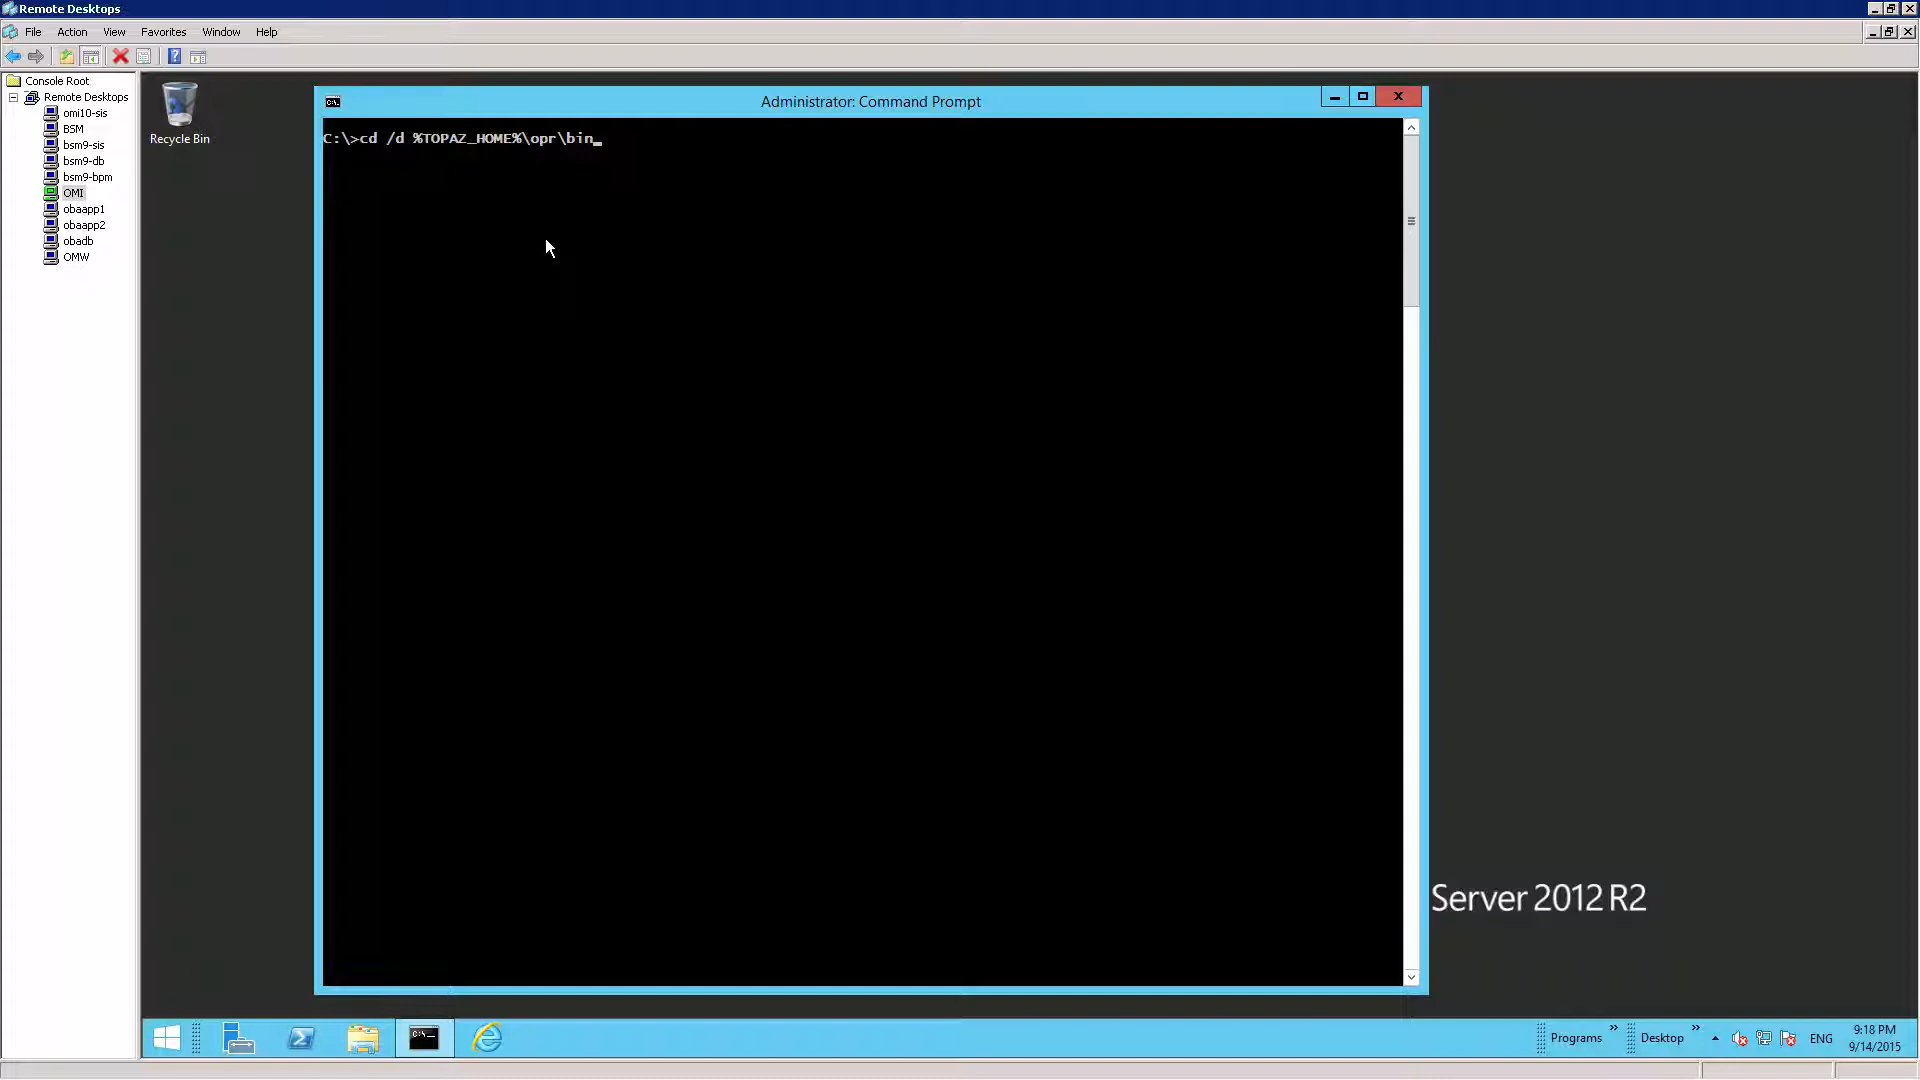 Remote Desktops
File Action View Favorites Window Help
Console Root
Remote Desktops
omi10-sis
BSM
bsm9-sis
bsm9-db
bsm9-bpm
OMI
obaapp1
obaapp2
obadb
OMW
Recycle Bin
Administrator: Command Prompt
C:\>cd /d %TOPAZ_HOME%\opr\bin_
Server 2012 R2
Programs » Desktop » ENG
9:18 PM
9/14/2015